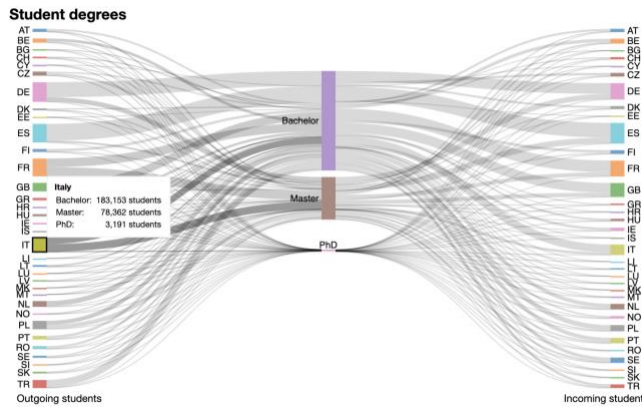 Student degrees
AT
BE
BG
CH
CY
CZ
DE
DK
EE
ES
FI
FR
GB
GR
HR
HU
IE
IS
IT
LI
LT
LU
LV
MK
MT
NL
NO
PL
PT
RO
SE
SI
SK
TR
Outgoing students
Italy
Bachelor: 183,153 students
Master: 78,362 students
PhD: 3,191 students
Bachelor
Master
PhD
AT
BE
BG
CH
CY
CZ
DE
DK
EE
ES
FI
FR
GB
GR
HR
HU
IE
IS
IT
LI
LT
LU
LV
MK
MT
NL
NO
PL
PT
RO
SE
SI
SK
TR
Incoming student